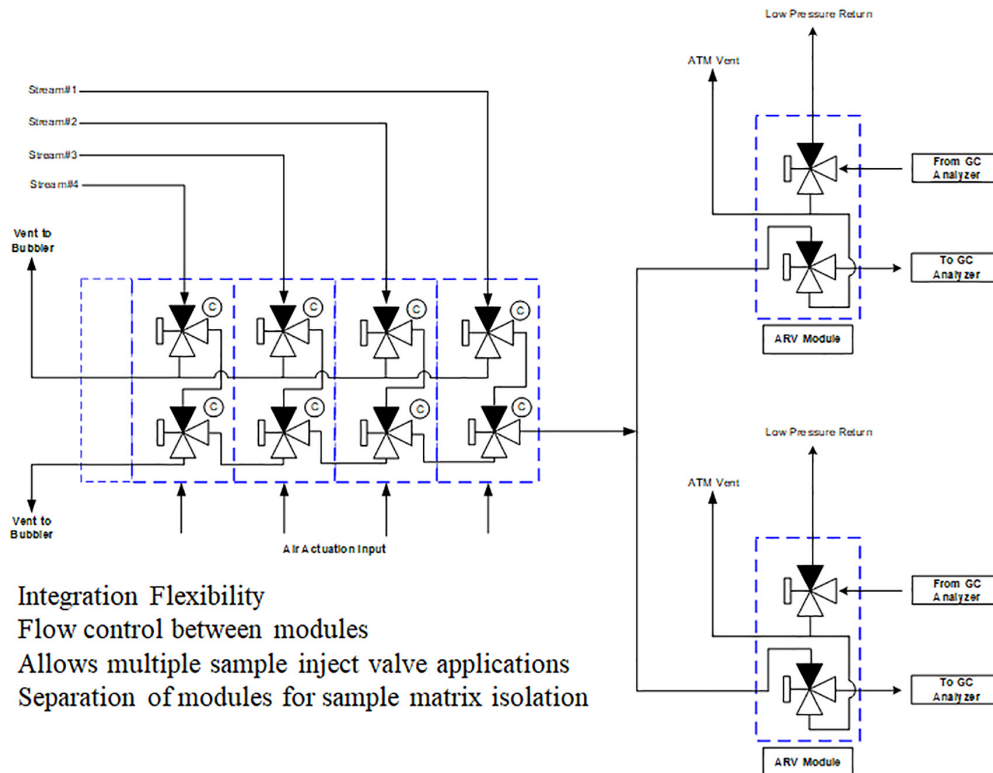 Low Pressure Return
ATM Vent
Stream#1
Stream#2
Stream#3
Stream#4
Vent to
Bubbler
From GC
Analyzer
To GC
Analyzer
ARV Module
C
C
C
C
C
C
C
C
Vent to
Bubbler
Air Actuation Input
Low Pressure Return
ATM Vent
From GC
Analyzer
To GC
Analyzer
ARV Module
Integration Flexibility
Flow control between modules
Allows multiple sample inject valve applications
Separation of modules for sample matrix isolation